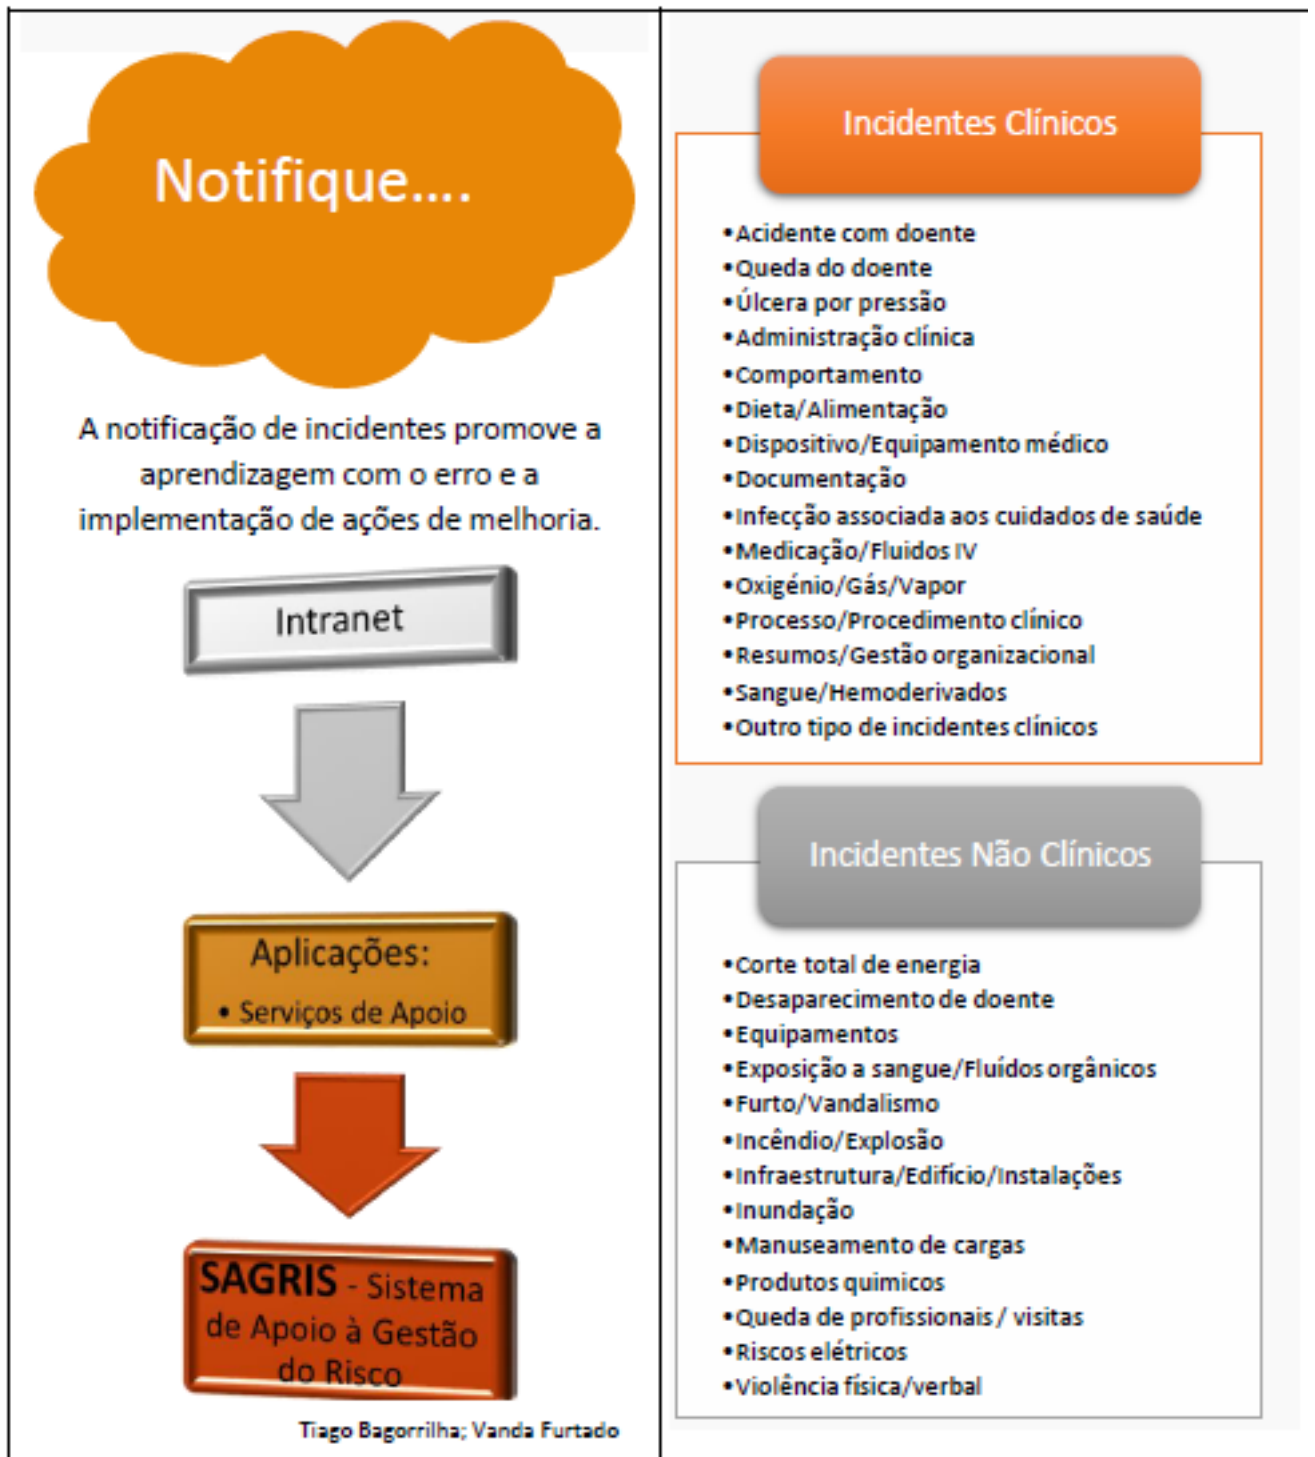 Notifique....
A notificação de incidentes promove a
aprendizagem com o erro e a
implementação de ações de melhoria.
Intranet
Aplicações:
• Serviços de Apoio
SAGRIS - Sistema
de Apoio à Gestão
do Risco
Tiago Bagorrilha; Vanda Furtado
Incidentes Clínicos
•Acidente com doente
•Queda do doente
•Úlcera por pressão
•Administração clínica
•Comportamento
•Dieta/Alimentação
•Dispositivo/Equipamento médico
•Documentação
•Infecção associada aos cuidados de saúde
•Medicação/Fluidos IV
•Oxigénio/Gás/Vapor
•Processo/Procedimento clínico
•Resumos/Gestão organizacional
•Sangue/Hemoderivados
•Outro tipo de incidentes clínicos
Incidentes Não Clínicos
•Corte total de energia
•Desaparecimento de doente
•Equipamentos
•Exposição a sangue/Fluídos orgânicos
•Furto/Vandalismo
•Incêndio/Explosão
•Infraestrutura/Edifício/Instalações
•Inundação
•Manuseamento de cargas
•Produtos quimicos
•Queda de profissionais / visitas
•Riscos elétricos
•Violência física/verbal